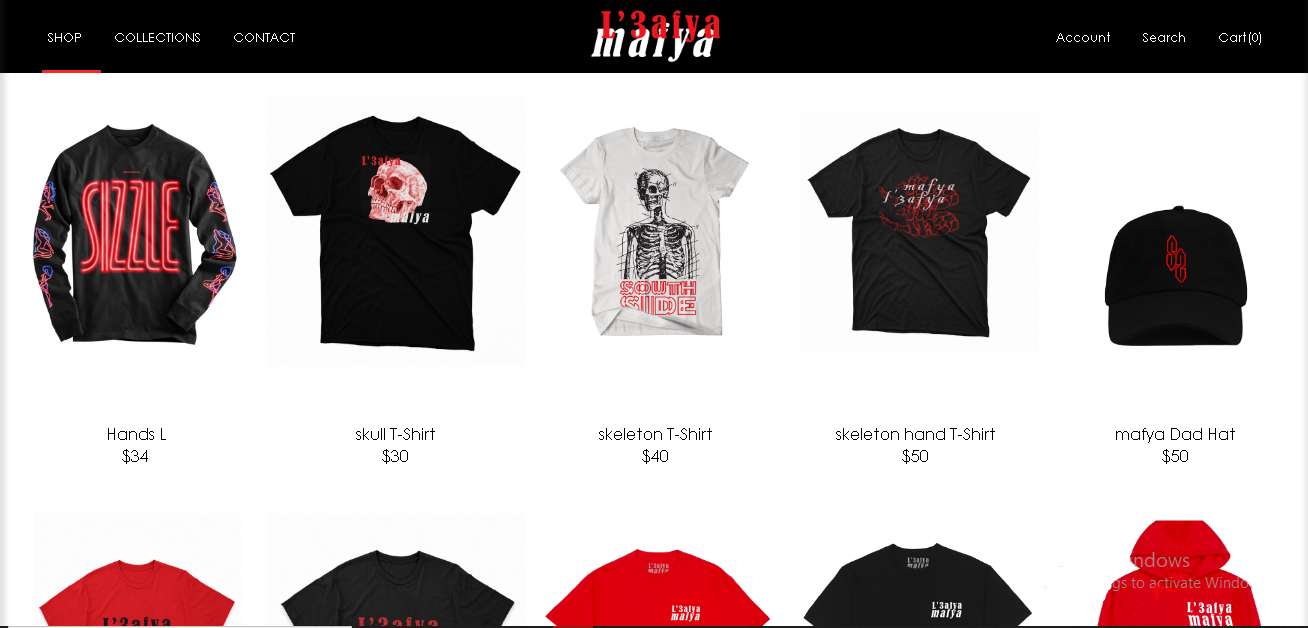 SHOP COLLECTIONS CONTACT
L'3afya
mafya
Account Search Cart(0)
SIZZLE
L'3afya
mafya
SOUTH
SIDE
l'mafya
l'3afya
Hands L
$34
skull T-Shirt
$30
skeleton T-Shirt
$40
skeleton hand T-Shirt
$50
mafya Dad Hat
$50
L'3afya
L'3afya
L'3afya
mafya
L'3afya
mafya
L'3afya
mafya
L'3afya
mafya
L'3afya
mafya
ndows
gs to activate Windo